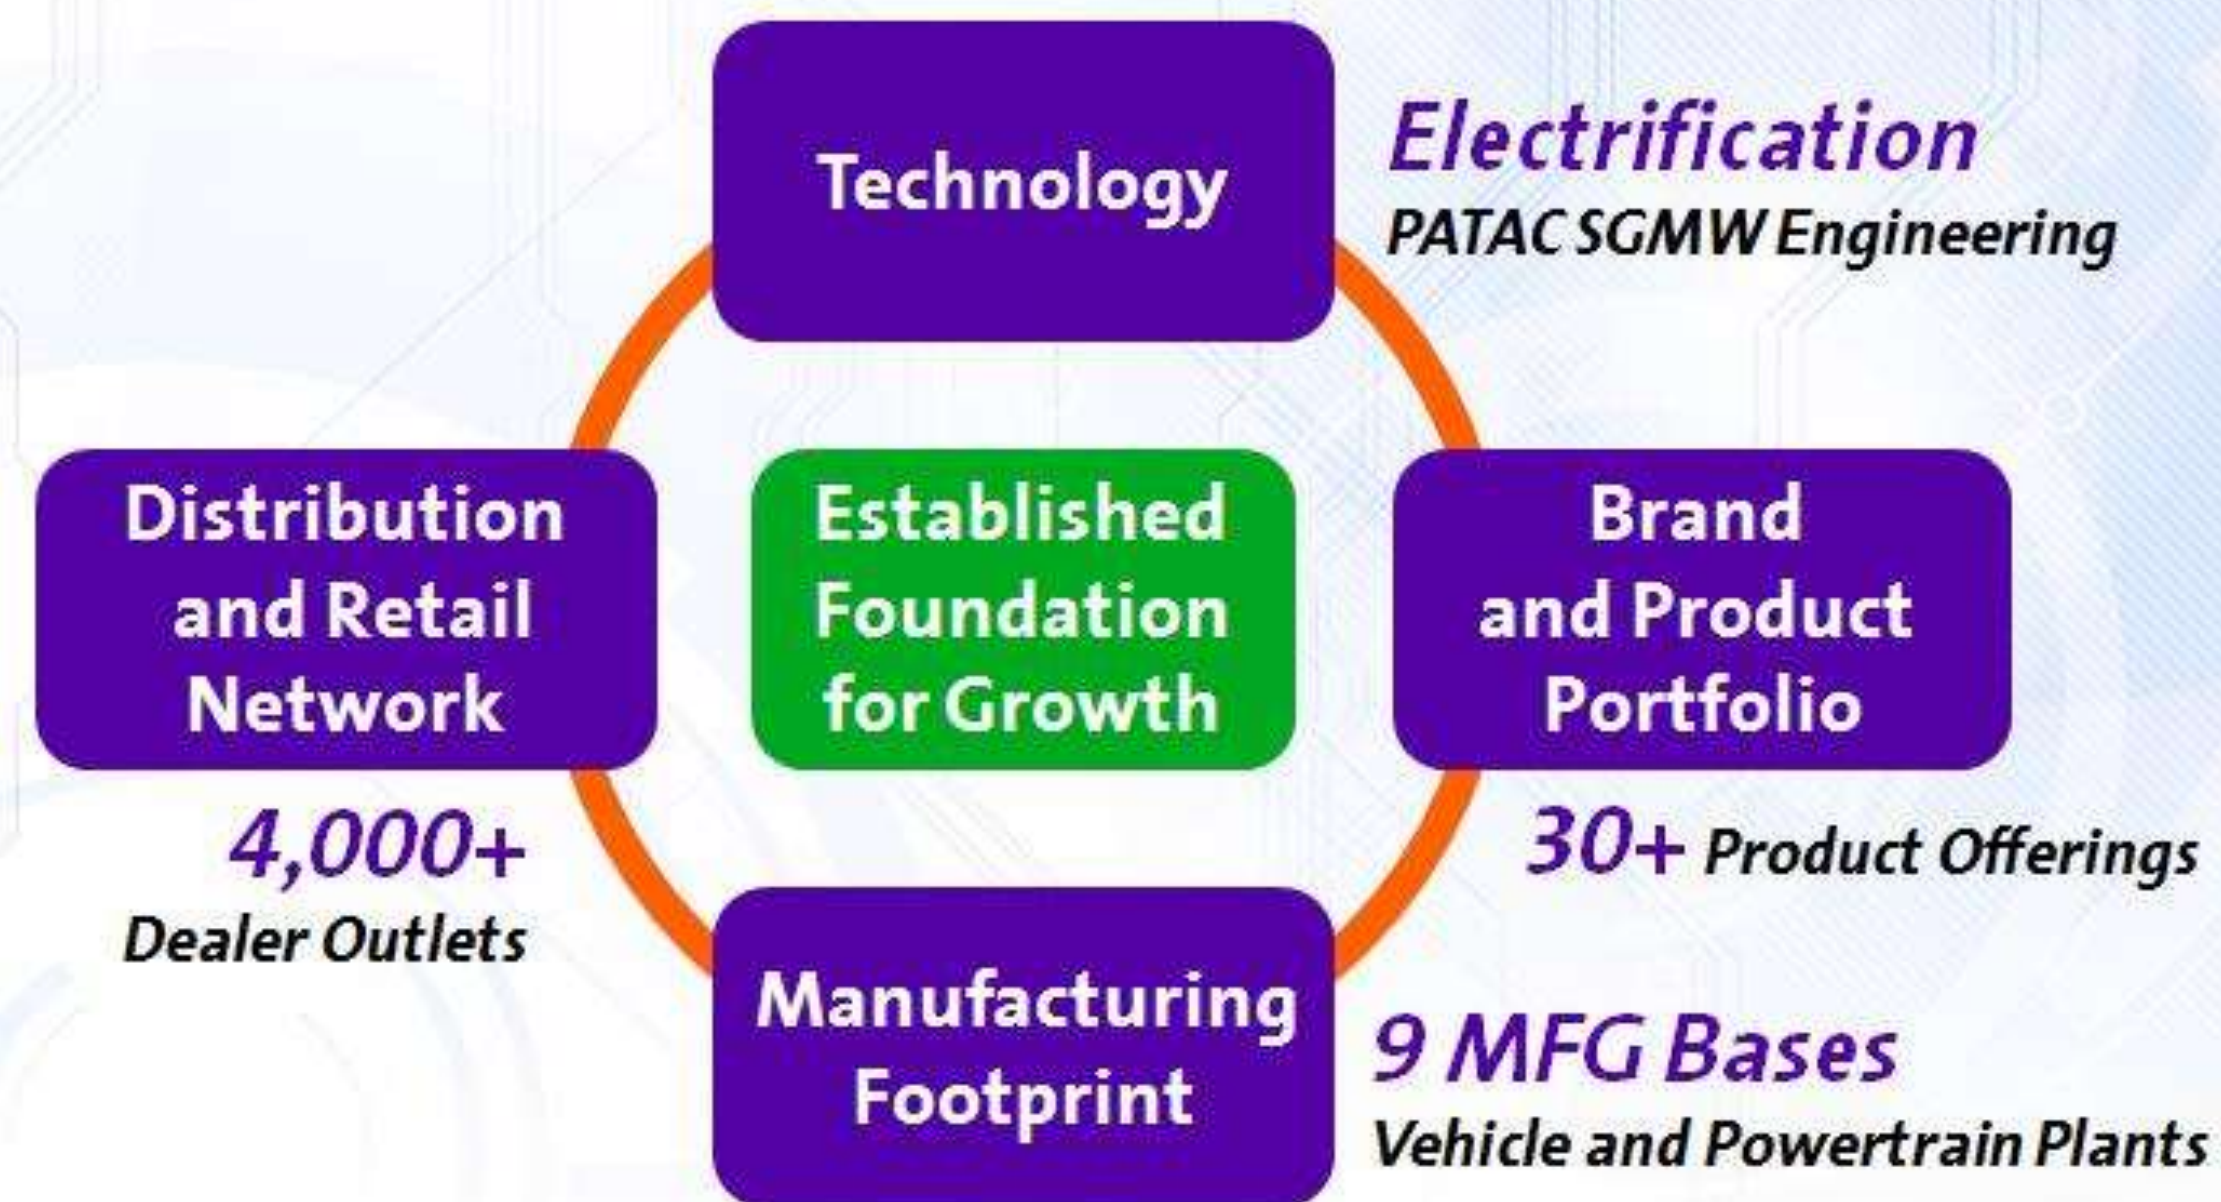 Technology
Electrification
PATAC SGMW Engineering
Distribution
and Retail
Network
Established
Foundation
for Growth
Brand
and Product
Portfolio
4,000+
Dealer Outlets
30+ Product Offerings
Manufacturing
Footprint
9 MFG Bases
Vehicle and Powertrain Plants